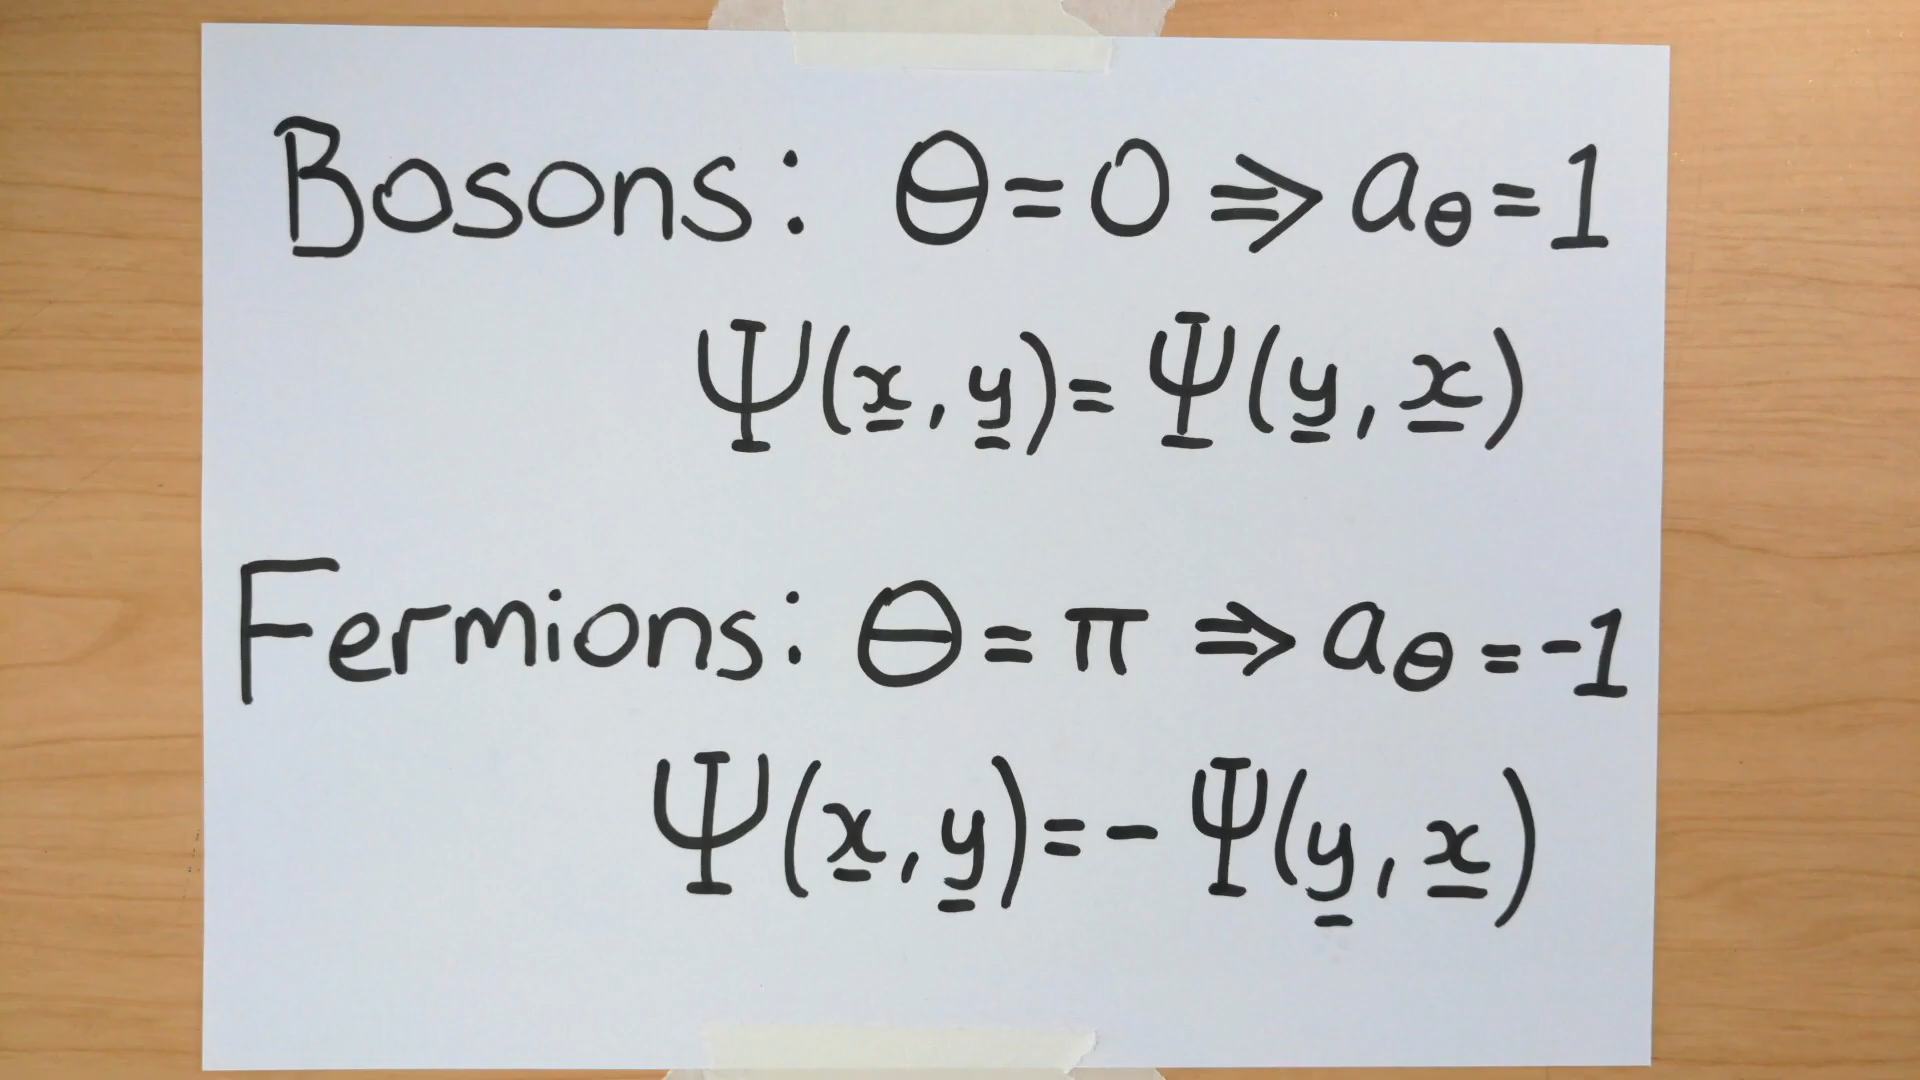 Bosons: θ = 0 ⇒ a_θ = 1
Ψ(x̲, y̲) = Ψ(y̲, x̲)
Fermions: θ = π ⇒ a_θ = -1
Ψ(x̲, y̲) = - Ψ(y̲, x̲)